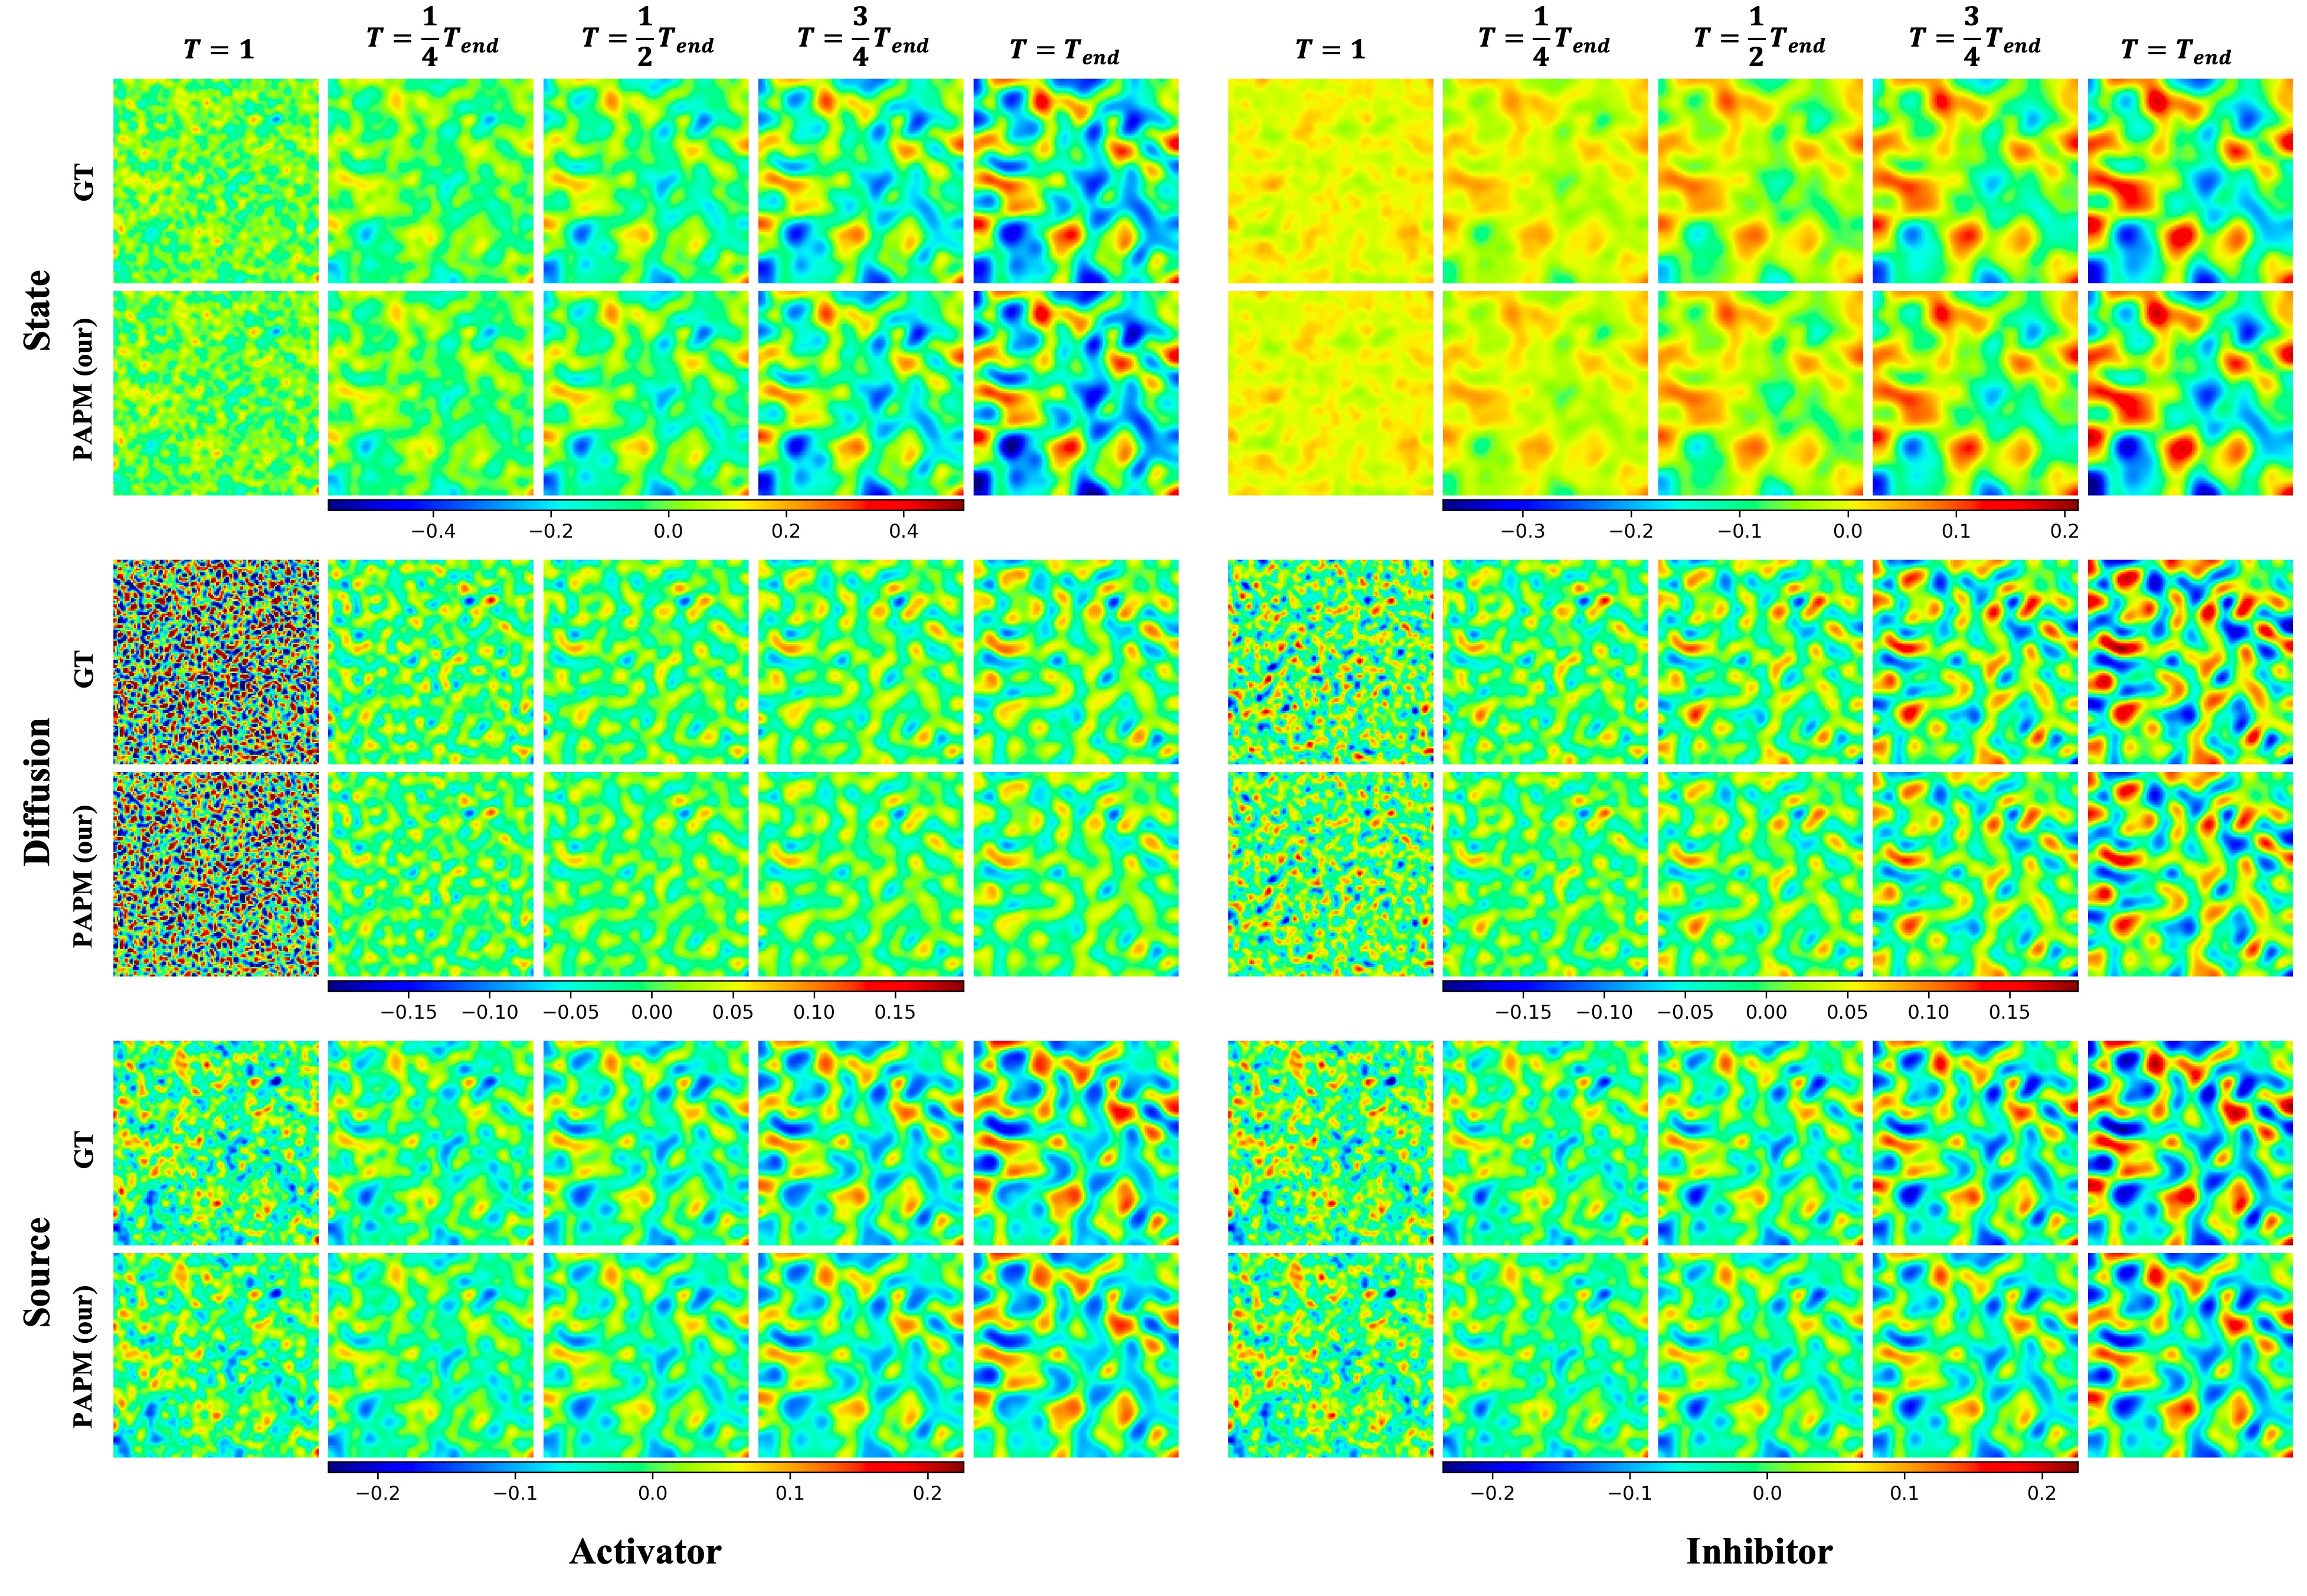 T = 1
T = 1/4 T_end
T = 1/2 T_end
T = 3/4 T_end
T = T_end
T = 1
T = 1/4 T_end
T = 1/2 T_end
T = 3/4 T_end
T = T_end
State
GT
PAPM (our)
−0.4 −0.2 0.0 0.2 0.4
−0.3 −0.2 −0.1 0.0 0.1 0.2
Diffusion
GT
PAPM (our)
−0.15 −0.10 −0.05 0.00 0.05 0.10 0.15
−0.15 −0.10 −0.05 0.00 0.05 0.10 0.15
Source
GT
PAPM (our)
−0.2 −0.1 0.0 0.1 0.2
−0.2 −0.1 0.0 0.1 0.2
Activator
Inhibitor